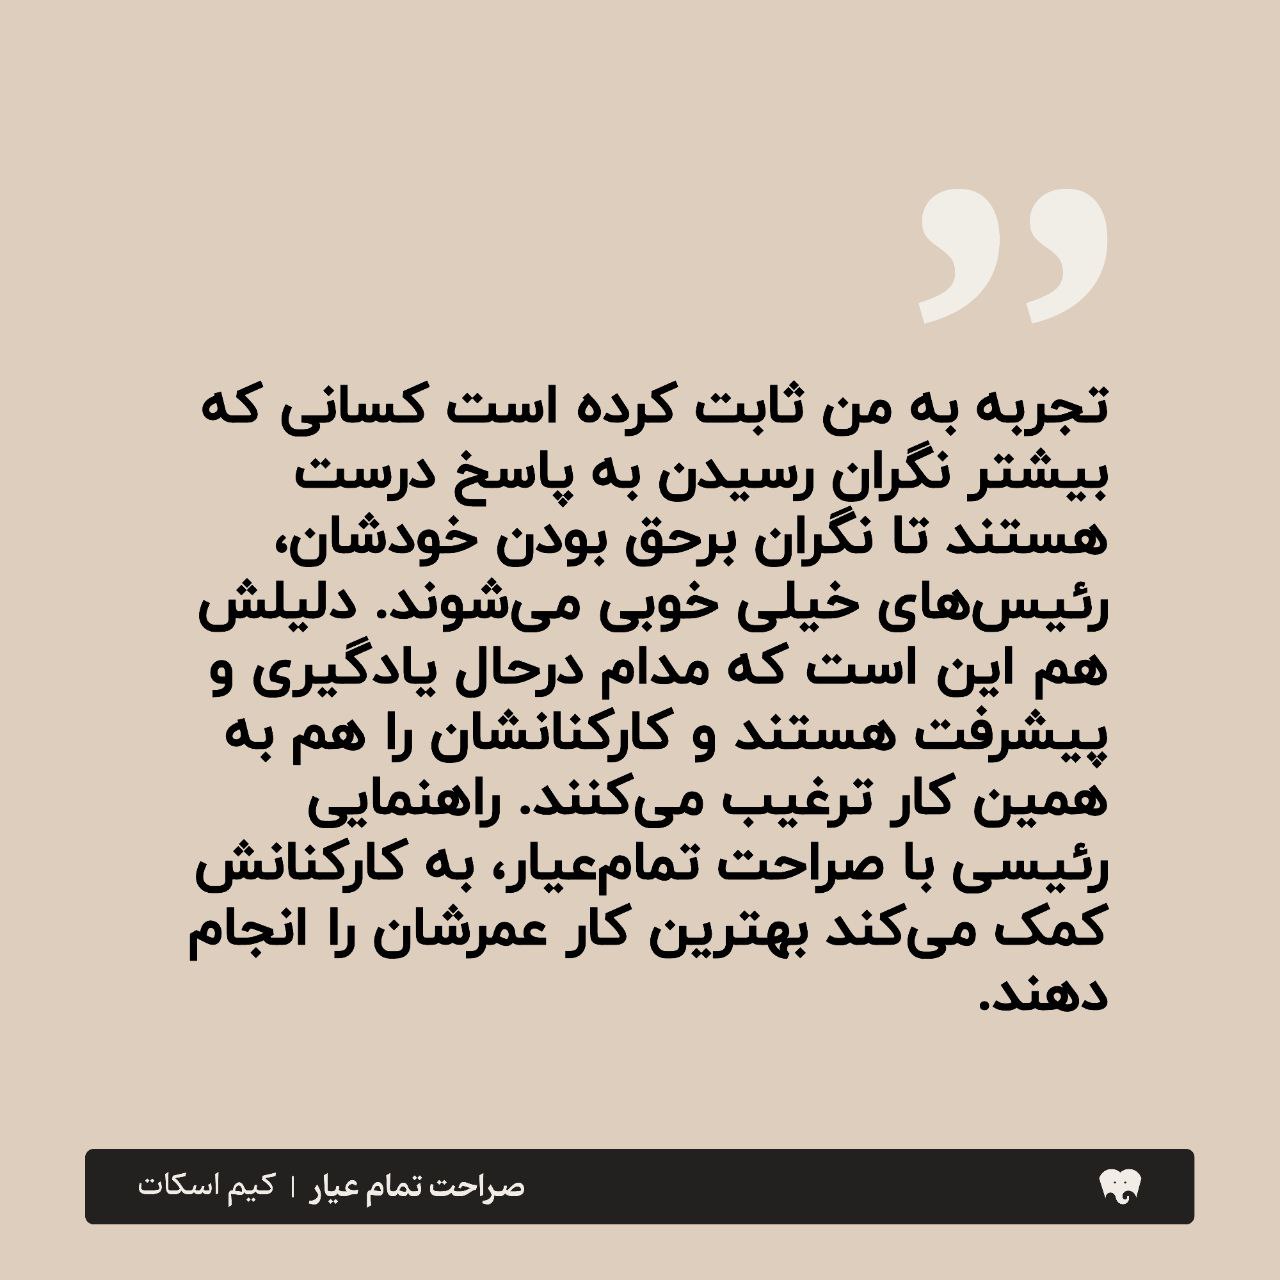 ”
تجربه به من ثابت کرده است کسانی که
بیشتر نگران رسیدن به پاسخ درست
هستند تا نگران برحق بودن خودشان،
رئیس‌های خیلی خوبی می‌شوند. دلیلش
هم این است که مدام درحال یادگیری و
پیشرفت هستند و کارکنانشان را هم به
همین کار ترغیب می‌کنند. راهنمایی
رئیسی با صراحت تمام‌عیار، به کارکنانش
کمک می‌کند بهترین کار عمرشان را انجام
دهند.
صراحت تمام عیار | کیم اسکات